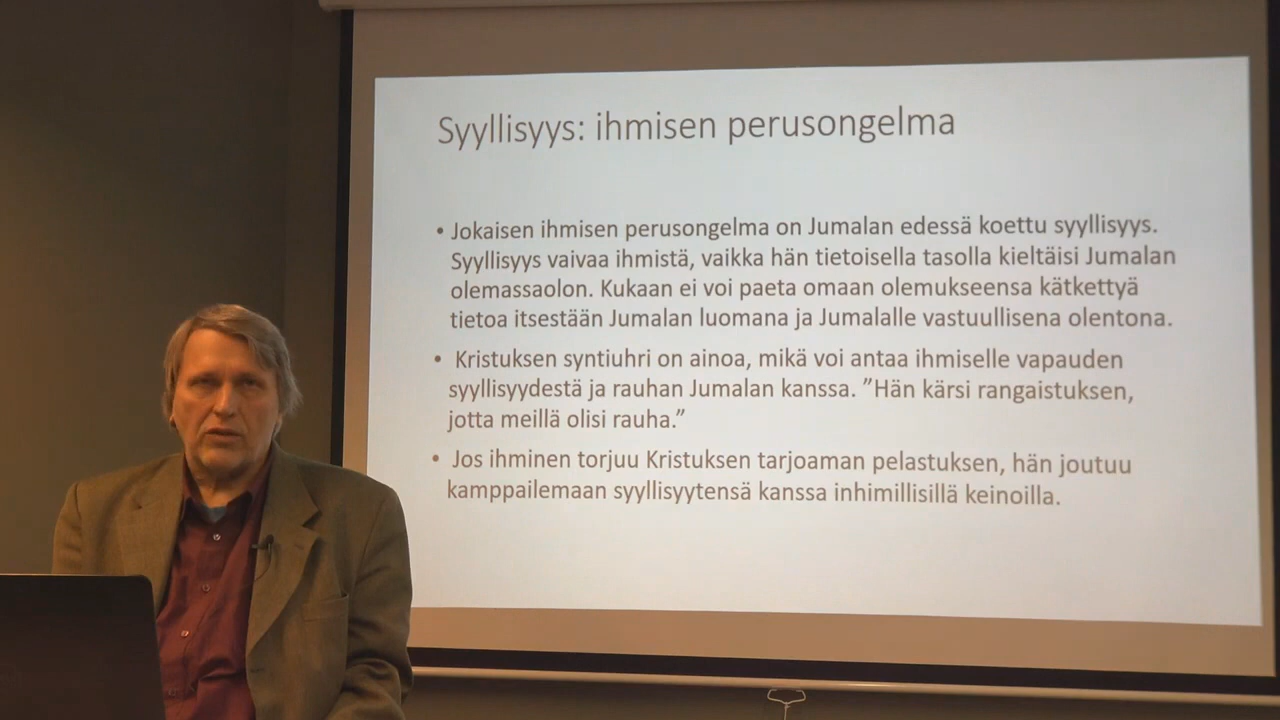 Syyllisyys: ihmisen perusongelma
• Jokaisen ihmisen perusongelma on Jumalan edessä koettu syyllisyys.
Syyllisyys vaivaa ihmistä, vaikka hän tietoisella tasolla kieltäisi Jumalan
olemassaolon. Kukaan ei voi paeta omaan olemukseensa kätkettyä
tietoa itsestään Jumalan luomana ja Jumalalle vastuullisena olentona.
• Kristuksen syntiuhri on ainoa, mikä voi antaa ihmiselle vapauden
syyllisyydestä ja rauhan Jumalan kanssa. ”Hän kärsi rangaistuksen,
jotta meillä olisi rauha.”
• Jos ihminen torjuu Kristuksen tarjoaman pelastuksen, hän joutuu
kamppailemaan syyllisyytensä kanssa inhimillisillä keinoilla.